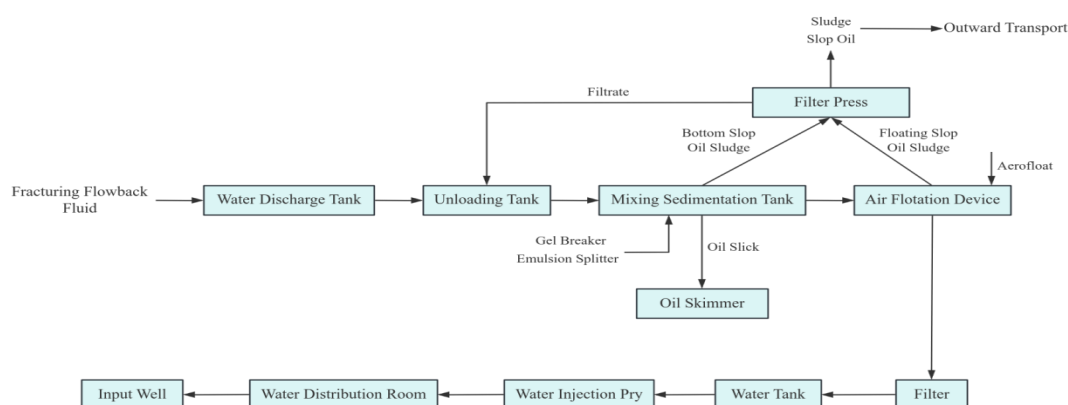 Sludge
Slop Oil
Outward Transport
Filtrate
Filter Press
Bottom Slop
Oil Sludge
Floating Slop
Oil Sludge
Aerofloat
Fracturing Flowback
Fluid
Water Discharge Tank
Unloading Tank
Mixing Sedimentation Tank
Air Flotation Device
Gel Breaker
Emulsion Splitter
Oil Slick
Oil Skimmer
Input Well
Water Distribution Room
Water Injection Pry
Water Tank
Filter